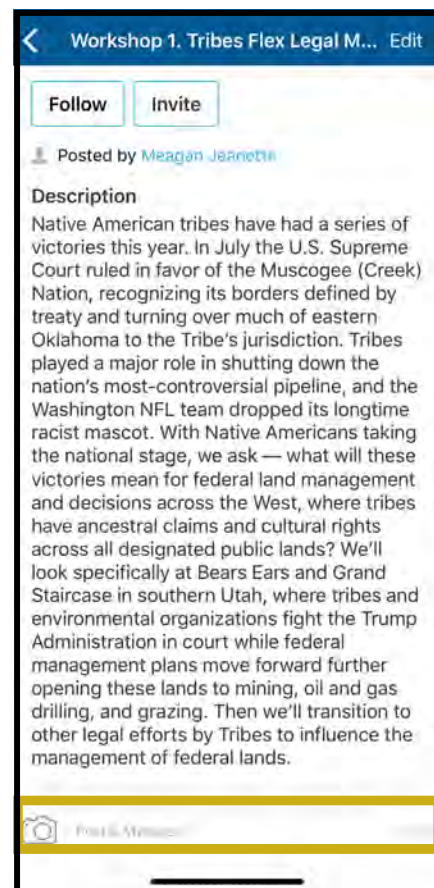 Workshop 1. Tribes Flex Legal M... Edit
Follow Invite
Posted by Meagan Jeanette
Description
Native American tribes have had a series of
victories this year. In July the U.S. Supreme
Court ruled in favor of the Muscogee (Creek)
Nation, recognizing its borders defined by
treaty and turning over much of eastern
Oklahoma to the Tribe's jurisdiction. Tribes
played a major role in shutting down the
nation's most-controversial pipeline, and the
Washington NFL team dropped its longtime
racist mascot. With Native Americans taking
the national stage, we ask — what will these
victories mean for federal land management
and decisions across the West, where tribes
have ancestral claims and cultural rights
across all designated public lands? We'll
look specifically at Bears Ears and Grand
Staircase in southern Utah, where tribes and
environmental organizations fight the Trump
Administration in court while federal
management plans move forward further
opening these lands to mining, oil and gas
drilling, and grazing. Then we'll transition to
other legal efforts by Tribes to influence the
management of federal lands.
Post a Message